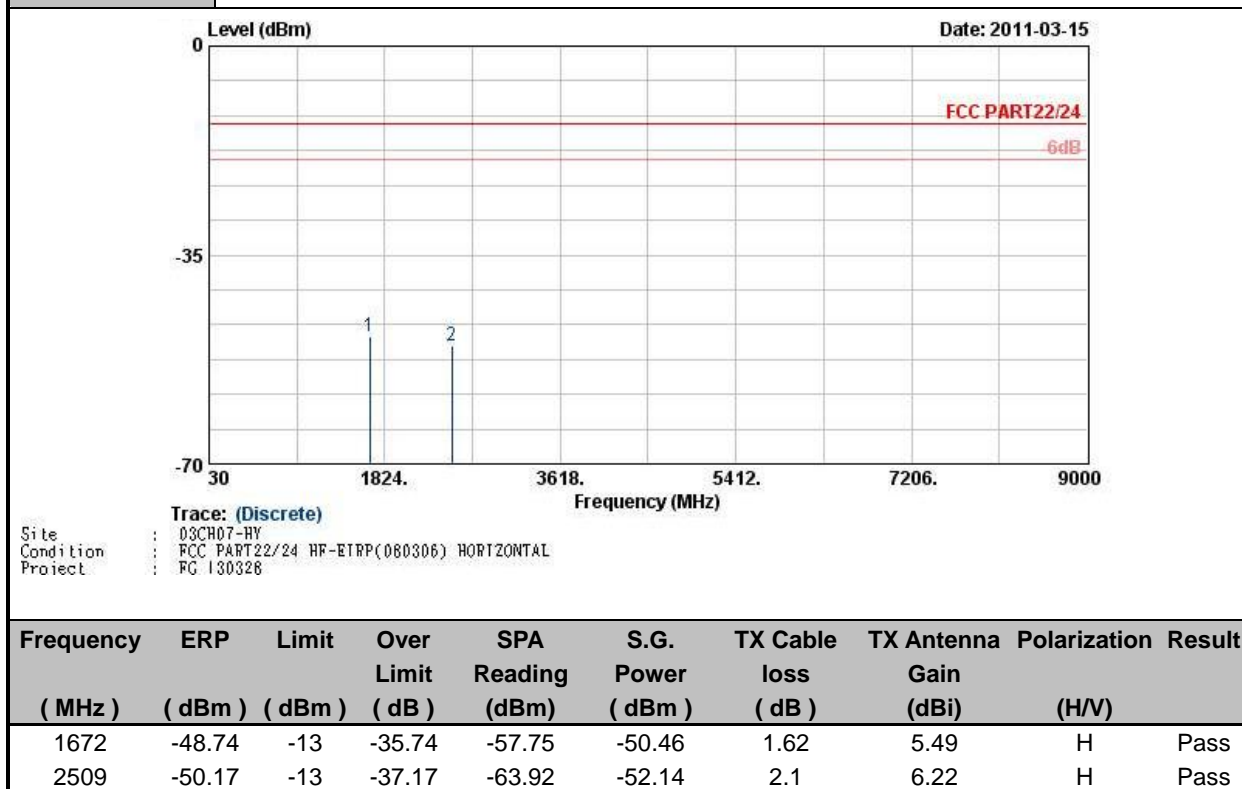 Level (dBm)
Date: 2011-03-15
0
FCC PART22/24
-6dB
-35
1
2
-70
30
1824.
3618.
5412.
7206.
9000
Frequency (MHz)
Trace: (Discrete)
Site : 03CH07-HY
Condition : FCC PART22/24 HF-EIRP(080306) HORIZONTAL
Project : FG 130326
Frequency ERP Limit Over SPA S.G. TX Cable TX Antenna Polarization Result
Limit Reading Power loss Gain
( MHz ) ( dBm ) ( dBm ) ( dB ) (dBm) ( dBm ) ( dB ) (dBi) (H/V)
1672 -48.74 -13 -35.74 -57.75 -50.46 1.62 5.49 H Pass
2509 -50.17 -13 -37.17 -63.92 -52.14 2.1 6.22 H Pass